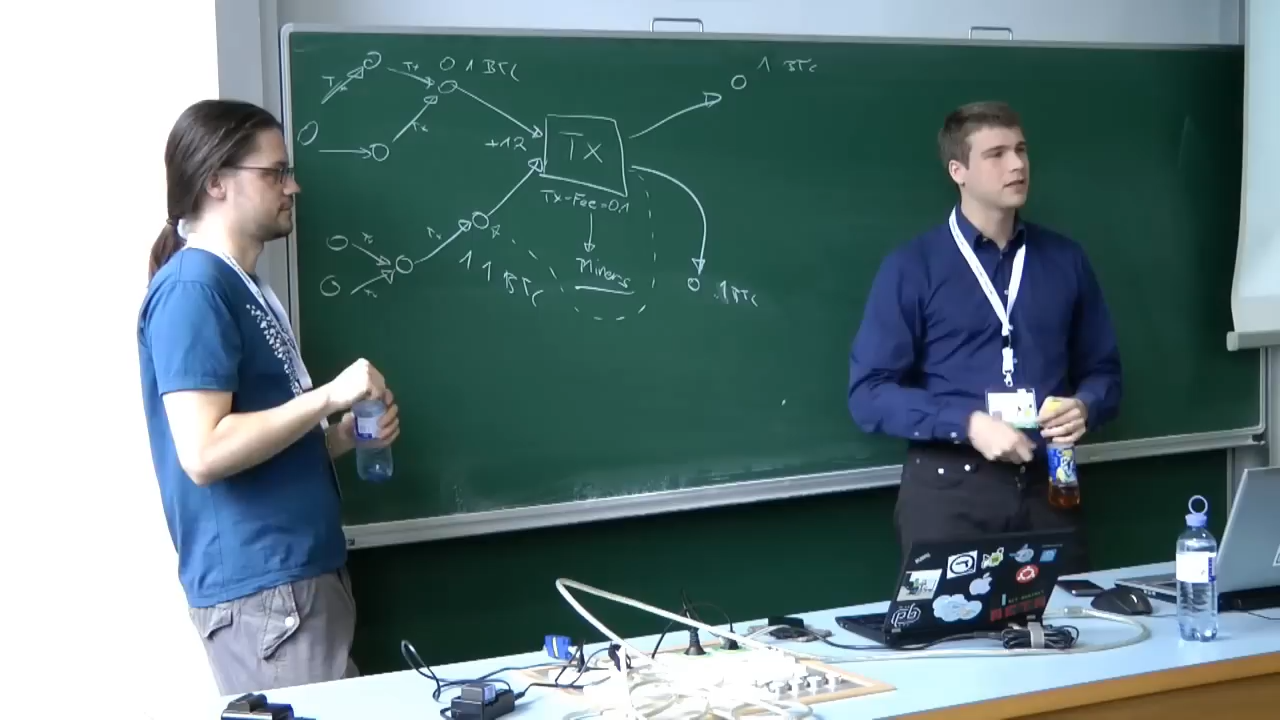 Tx
Tx
0.1 BTC
1 BTC
Tx
+12
Tx
Tx-Fee=0.1
Tx
Tx
Miners
1.1 BTC
Tx
.1 BTC